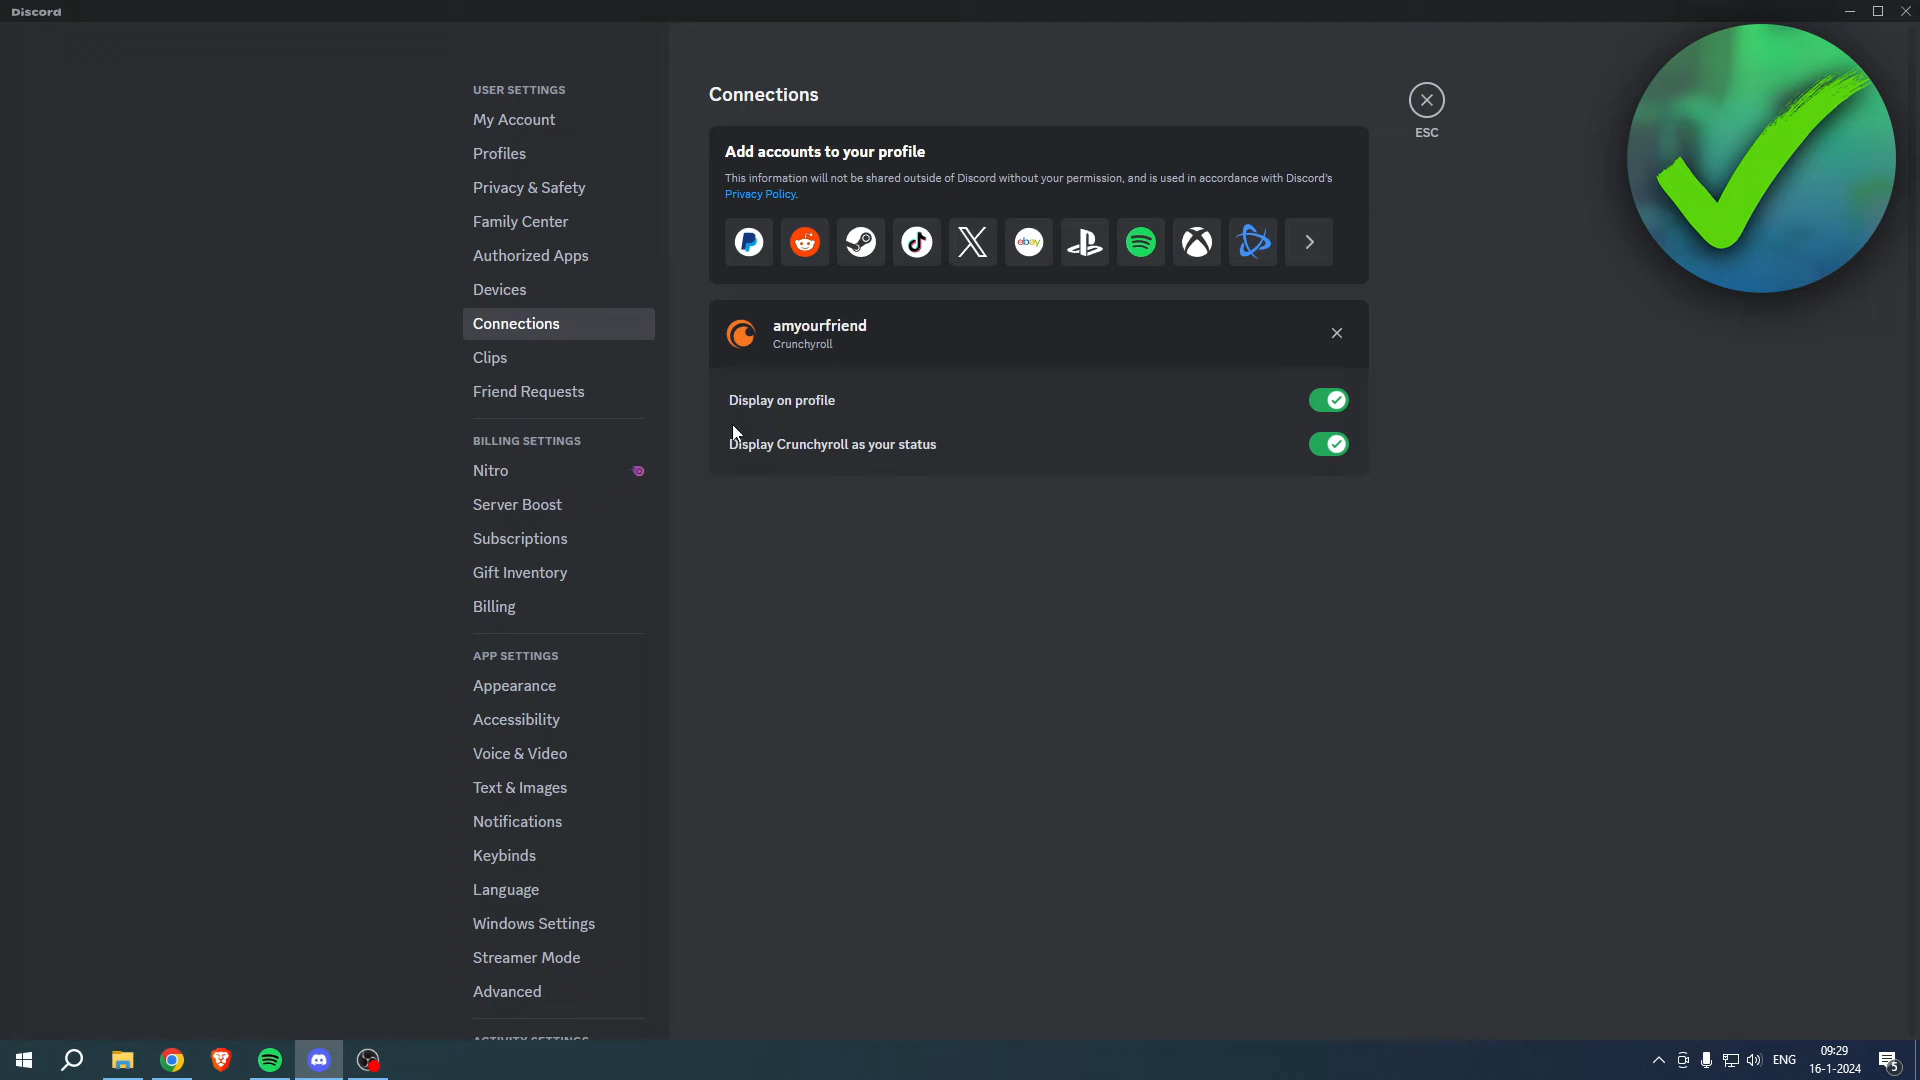 Discord
USER SETTINGS
My Account
Profiles
Privacy & Safety
Family Center
Authorized Apps
Devices
Connections
Clips
Friend Requests
BILLING SETTINGS
Nitro
Server Boost
Subscriptions
Gift Inventory
Billing
APP SETTINGS
Appearance
Accessibility
Voice & Video
Text & Images
Notifications
Keybinds
Language
Windows Settings
Streamer Mode
Advanced
ACTIVITY SETTINGS
Connections
Add accounts to your profile
This information will not be shared outside of Discord without your permission, and is used in accordance with Discord's
Privacy Policy.
ebay
amyourfriend
Crunchyroll
Display on profile
Display Crunchyroll as your status
ESC
ENG
09:29
16-1-2024
5